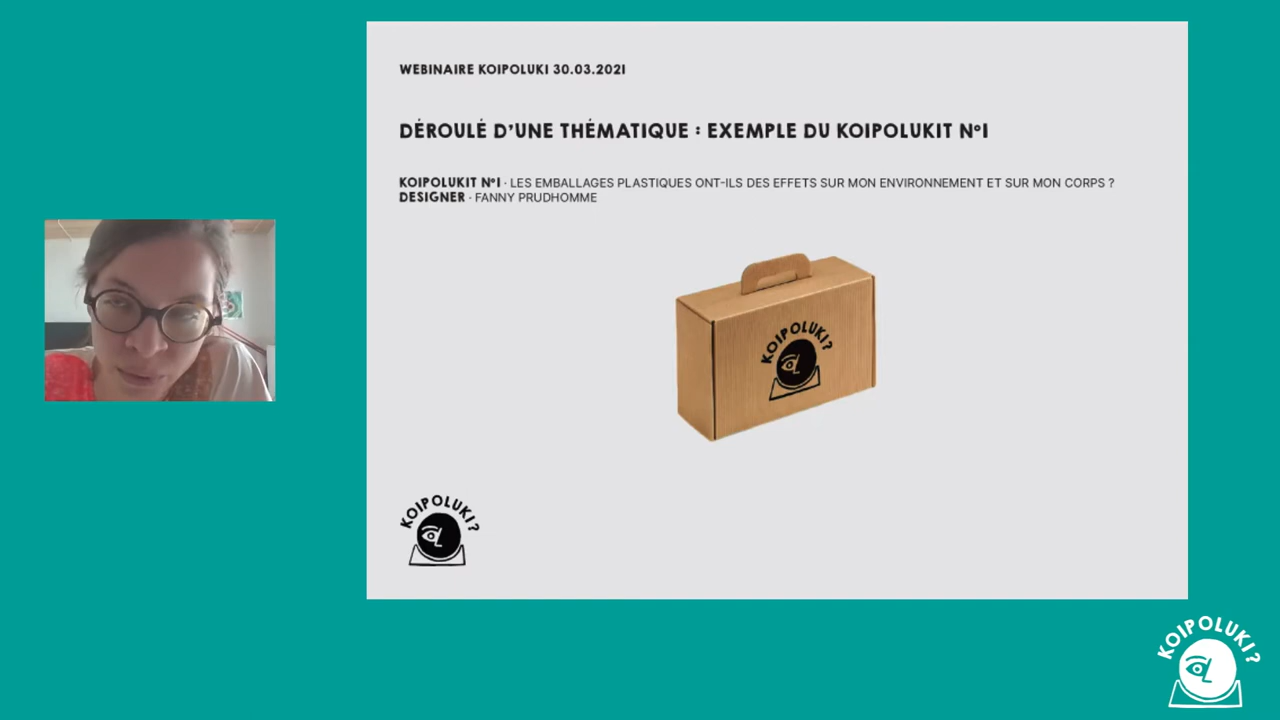 WEBINAIRE KOIPOLUKI 30.03.2021
DÉROULÉ D'UNE THÉMATIQUE : EXEMPLE DU KOIPOLUKIT N°1
KOIPOLUKIT N°1 · LES EMBALLAGES PLASTIQUES ONT-ILS DES EFFETS SUR MON ENVIRONNEMENT ET SUR MON CORPS ?
DESIGNER · FANNY PRUDHOMME
KOIPOLUKI?
KOIPOLUKI?
KOIPOLUKI?